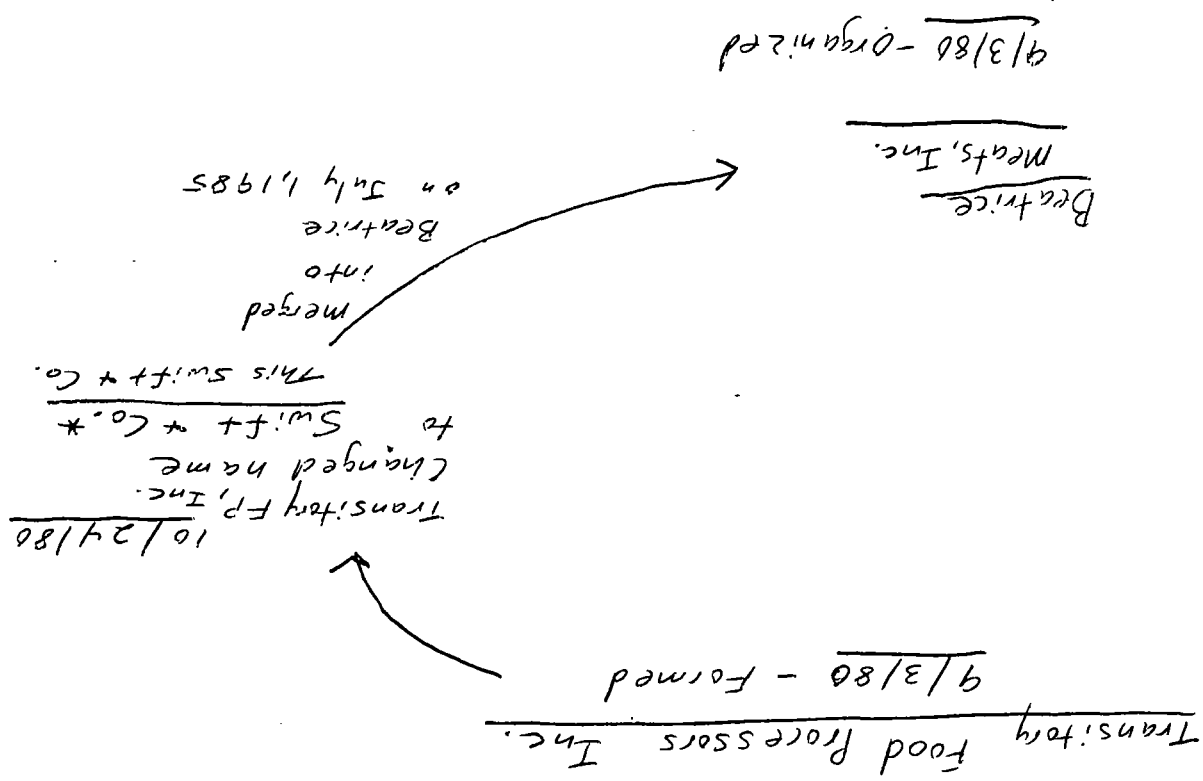 Transitory Food Processors Inc.
9/3/80 - Formed
10/24/80
Transitory FP, Inc.
Changed name
to Swift & Co.*
This Swift & Co.
merged
into
Beatrice
on July 1, 1985
Beatrice
Meats, Inc.
9/3/80 - Organized